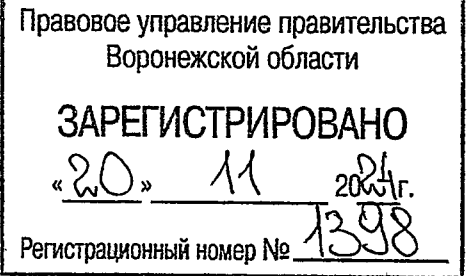 Правовое управление правительства
Воронежской области
ЗАРЕГИСТРИРОВАНО
«20» 11 2024г.
Регистрационный номер № 1398